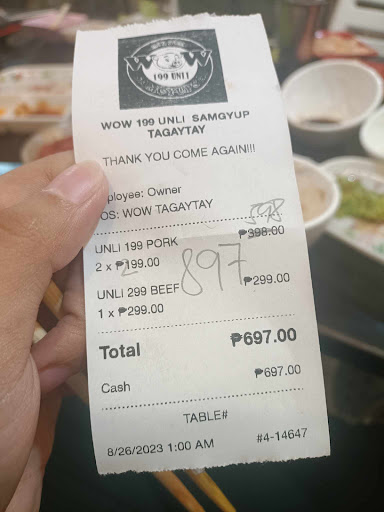 199 UNLI
WOW 199 UNLI SAMGYUP
TAGAYTAY
THANK YOU COME AGAIN!!!
ployee: Owner
OS: WOW TAGAYTAY
598
UNLI 199 PORK ₱398.00
2 x ₱199.00
897
UNLI 299 BEEF ₱299.00
1 x ₱299.00
Total ₱697.00
Cash ₱697.00
TABLE#
8/26/2023 1:00 AM #4-14647